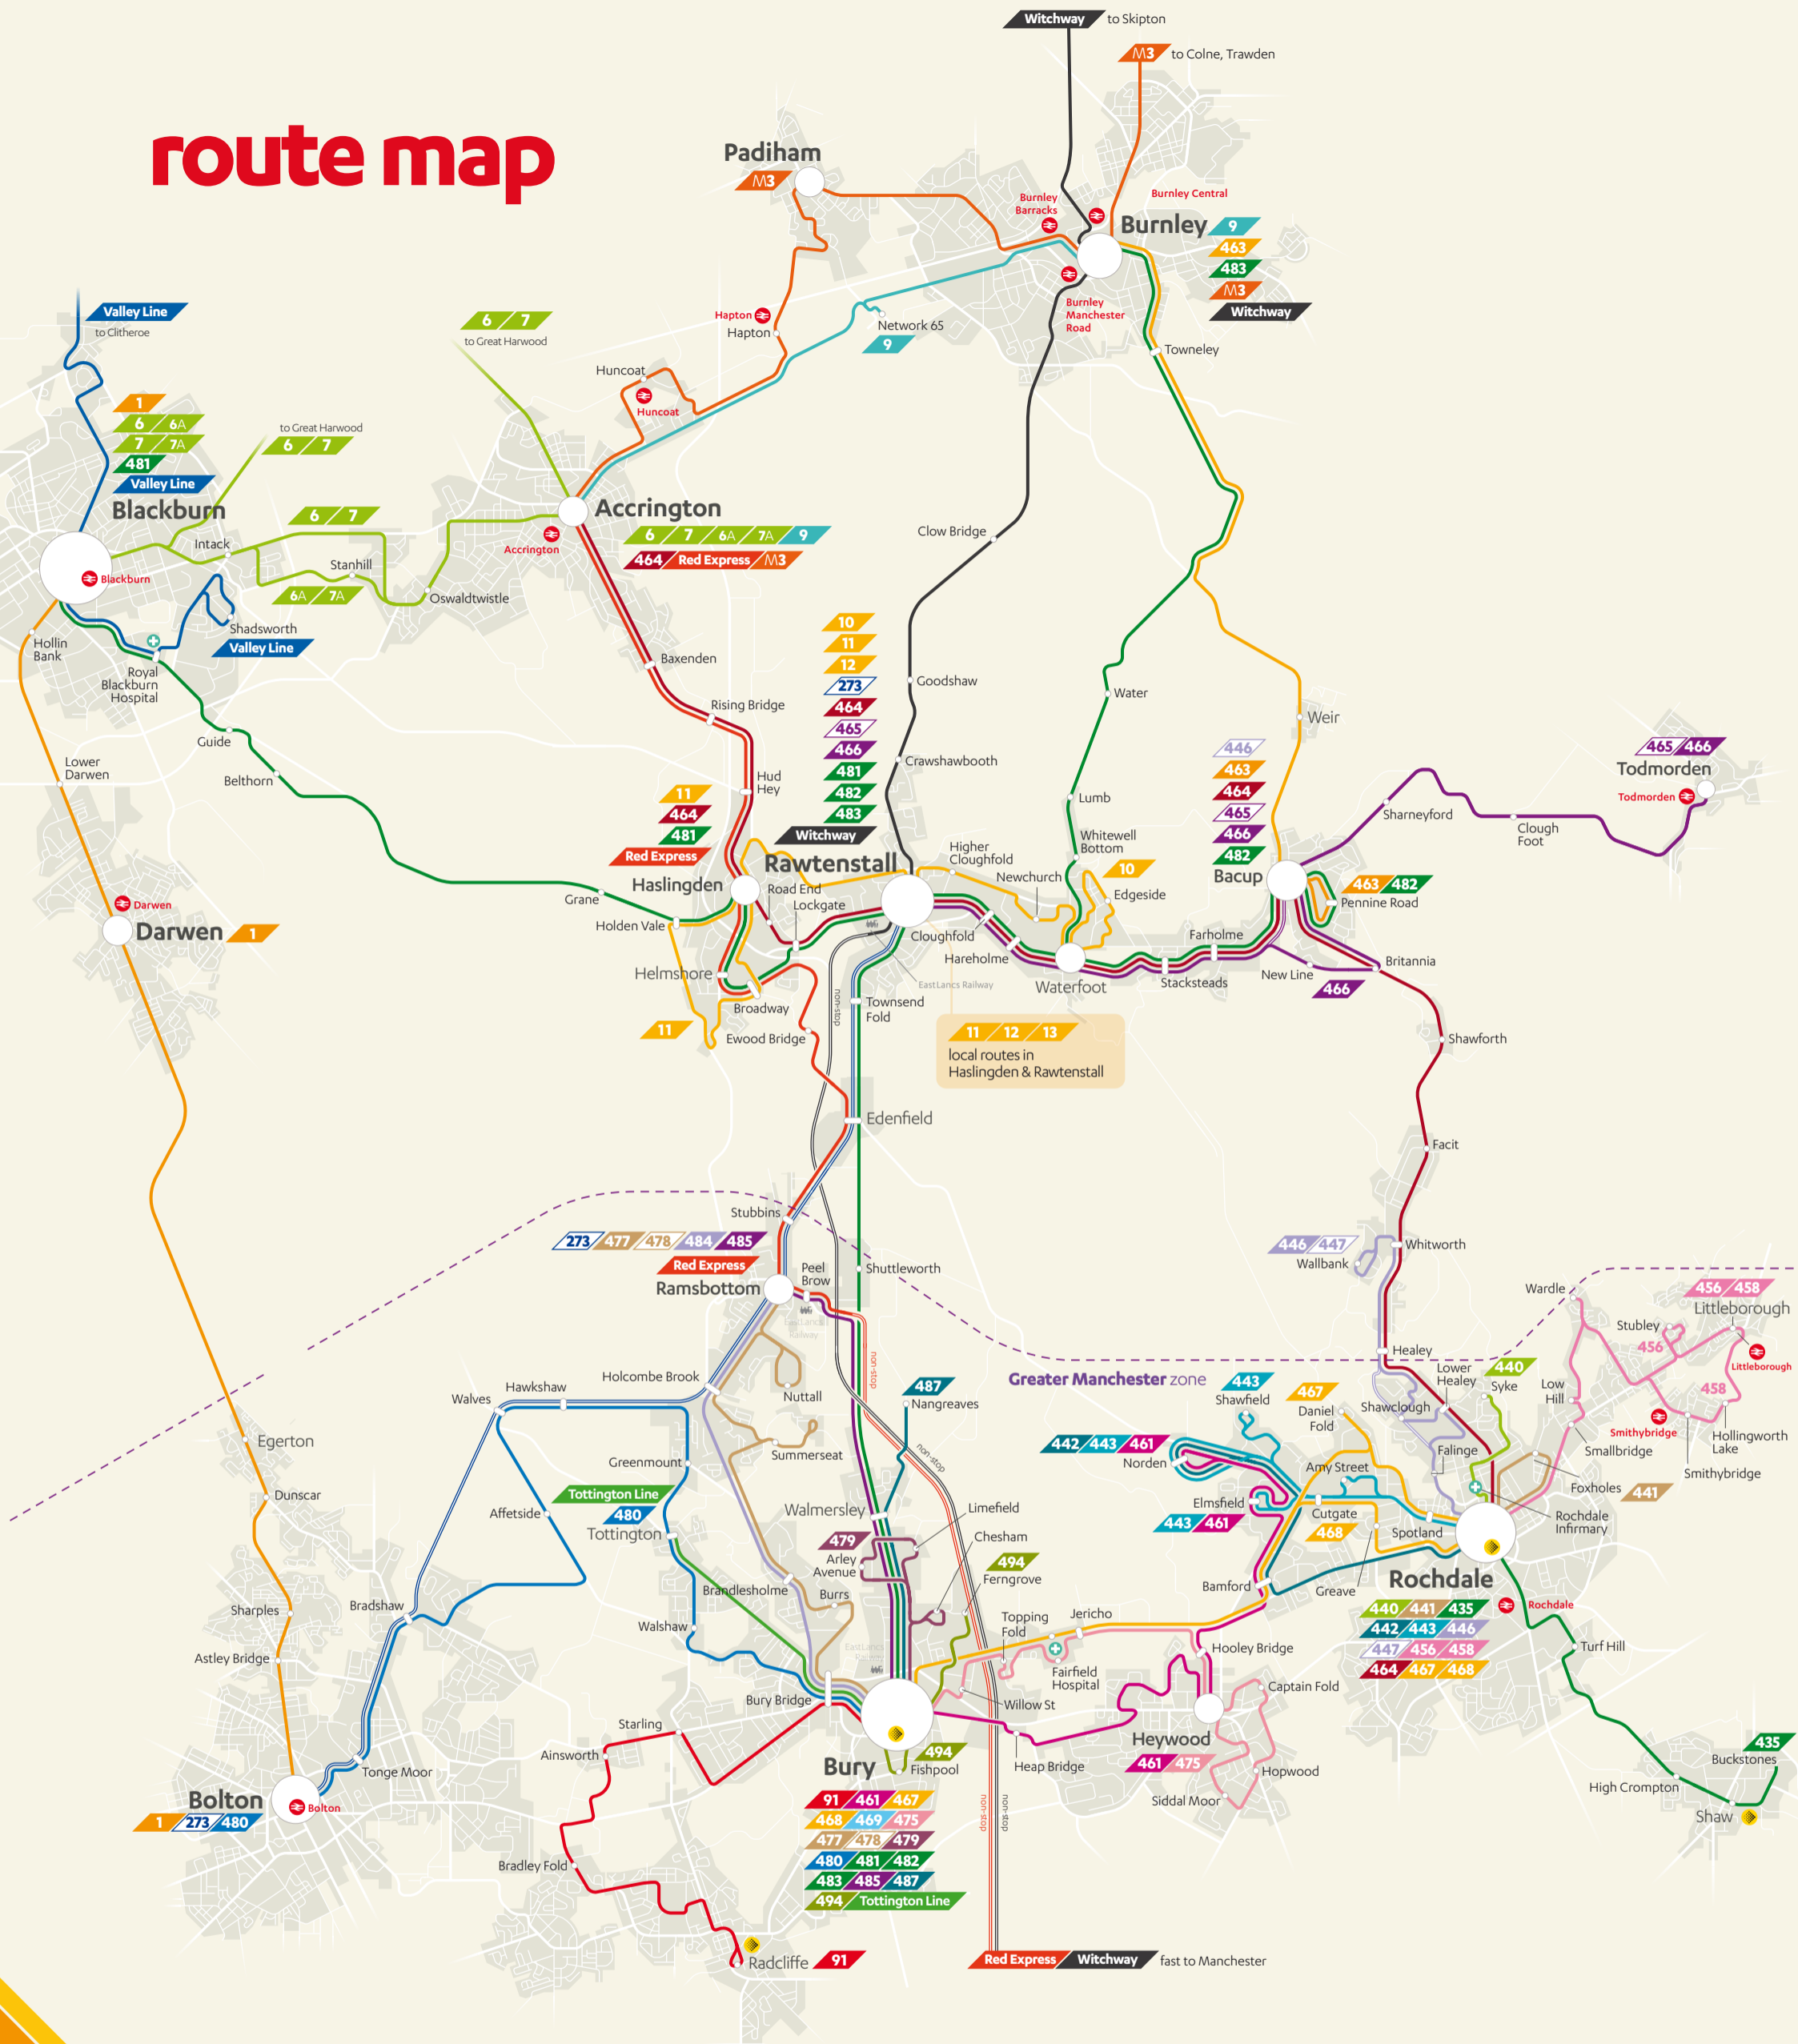 Witchway to Skipton
M3 to Colne, Trawden
route map
Padiham
M3
Burnley
Barracks
Burnley Central
Burnley
9
463
483
M3
Witchway
Burnley
Manchester
Road
Valley Line
to Clitheroe
6 7
to Great Harwood
Hapton
Hapton
Network 65
9
Towneley
Huncoat
Huncoat
1
6 6A
7 7A
481
Valley Line
Blackburn
to Great Harwood
6 7
6 7
Intack
Stanhill
6A 7A
Oswaldtwistle
Blackburn
Accrington
Accrington
6 7 6A 7A 9
464 Red Express M3
Clow Bridge
Hollin
Bank
Shadsworth
Valley Line
Royal
Blackburn
Hospital
Guide
Belthorn
Lower
Darwen
Baxenden
Rising Bridge
Hud
Hey
10
11
12
273
464
465
466
481
482
483
Witchway
Rawtenstall
Goodshaw
Crawshawbooth
Water
Weir
Lumb
Whitewell
Bottom
446
463
464
465
466
482
Bacup
465 466
Todmorden
Todmorden
Sharneyford
Clough
Foot
11
464
481
Red Express
Haslingden
Road End
Lockgate
Higher
Cloughfold
Newchurch
10
Edgeside
463 482
Pennine Road
Darwen
Darwen 1
Grane
Holden Vale
Helmshore
Broadway
Ewood Bridge
11
Cloughfold
Hareholme
EastLancs Railway
Waterfoot
Stacksteads
Farholme
New Line
466
Britannia
Shawforth
non-stop
Townsend
Fold
11 12 13
local routes in
Haslingden & Rawtenstall
Edenfield
Facit
Stubbins
273 477 478 484 485
Red Express
Ramsbottom
Peel
Brow
EastLancs
Railway
Shuttleworth
446 447
Wallbank
Whitworth
Wardle
456 458
Littleborough
Stubley
456
Littleborough
458
Healey
Greater Manchester zone
non-stop
Holcombe Brook
Nuttall
Hawkshaw
Walves
487
Nangreaves
443
Shawfield
467
Daniel
Fold
Lower
Healey
440
Syke
Shawclough
Low
Hill
Smithybridge
Hollingworth
Lake
Smallbridge
Smithybridge
Egerton
Summerseat
Greenmount
non-stop
442 443 461
Norden
Amy Street
Falinge
Foxholes 441
Dunscar
Affetside
Tottington Line
480
Tottington
Walmersley
Limefield
Elmsfield
443 461
Cutgate
468
Spotland
Rochdale
Infirmary
479
Arley
Avenue
Chesham
494
Ferngrove
Bamford
Greave
Rochdale
440 441 435
442 443 446
447 456 458
464 467 468
Rochdale
Sharples
Bradshaw
Brandlesholme
Burrs
Walshaw
Topping
Fold
Jericho
Hooley Bridge
Turf Hill
Astley Bridge
EastLancs
Railway
Fairfield
Hospital
Captain Fold
Bury Bridge
Willow St
Starling
Ainsworth
Heywood
461 475
Heap Bridge
Hopwood
Siddal Moor
435
Buckstones
High Crompton
Shaw
Tonge Moor
Bolton
1 273 480
Bolton
Bury
494
Fishpool
91 461 467
468 469 475
477 478 479
480 481 482
483 485 487
494 Tottington Line
non-stop
non-stop
Bradley Fold
Radcliffe 91
Red Express Witchway fast to Manchester